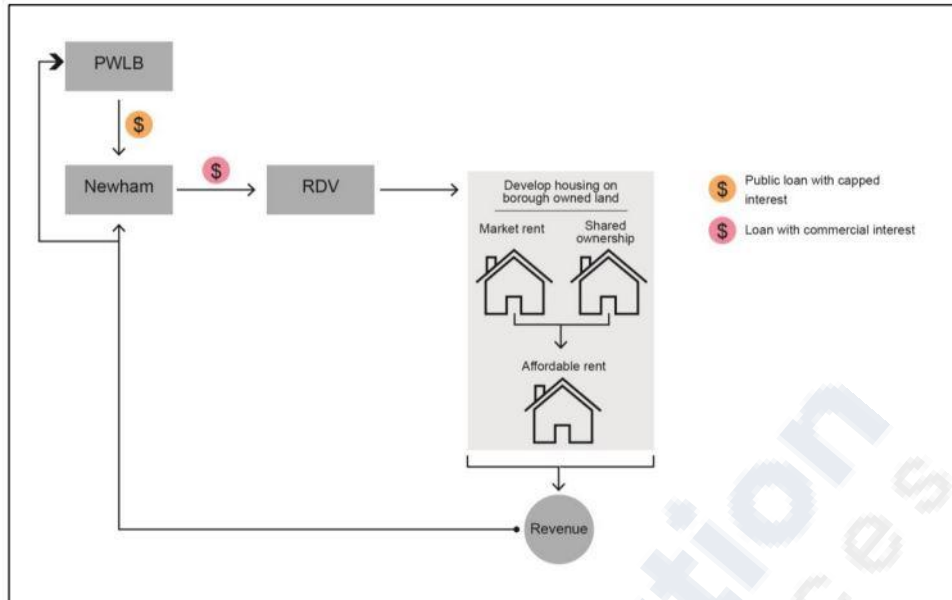 PWLB
$
Newham
$
RDV
Develop housing on
borough owned land
Market rent
Shared
ownership
Affordable rent
Revenue
$ Public loan with capped
interest
$ Loan with commercial interest